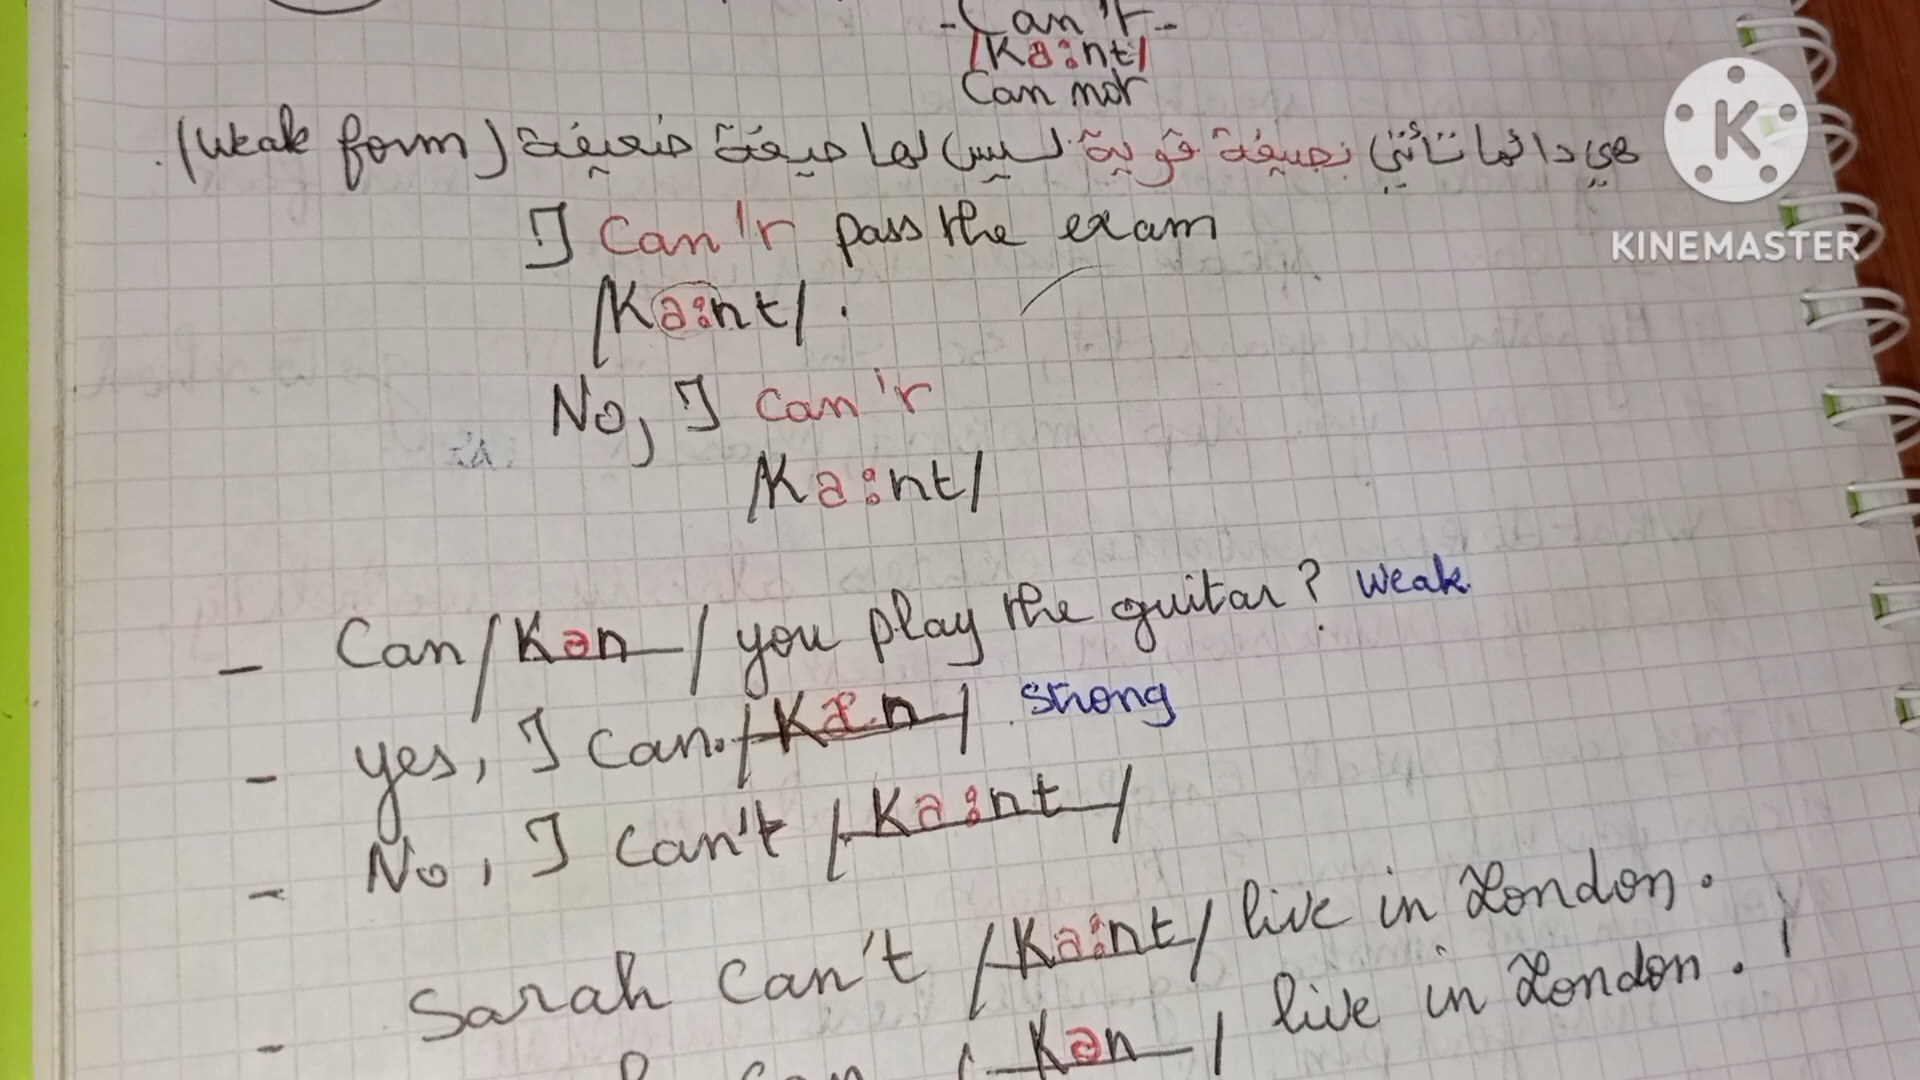 - Can't -
/Ka:nt/
Can not
هي دائما تأتي بصيغة قوية ليس لها صيغة ضعيفة (weak form).
I Can't pass the exam
/Ka:nt/.
No, I can't
/Ka:nt/
- Can /Kən/ you play the guitar? weak
- yes, I can. /Kæn/ strong
- No, I can't /Ka:nt/
- Sarah can't /Ka:nt/ live in London.
/Kən/ live in London.
K
KINEMASTER